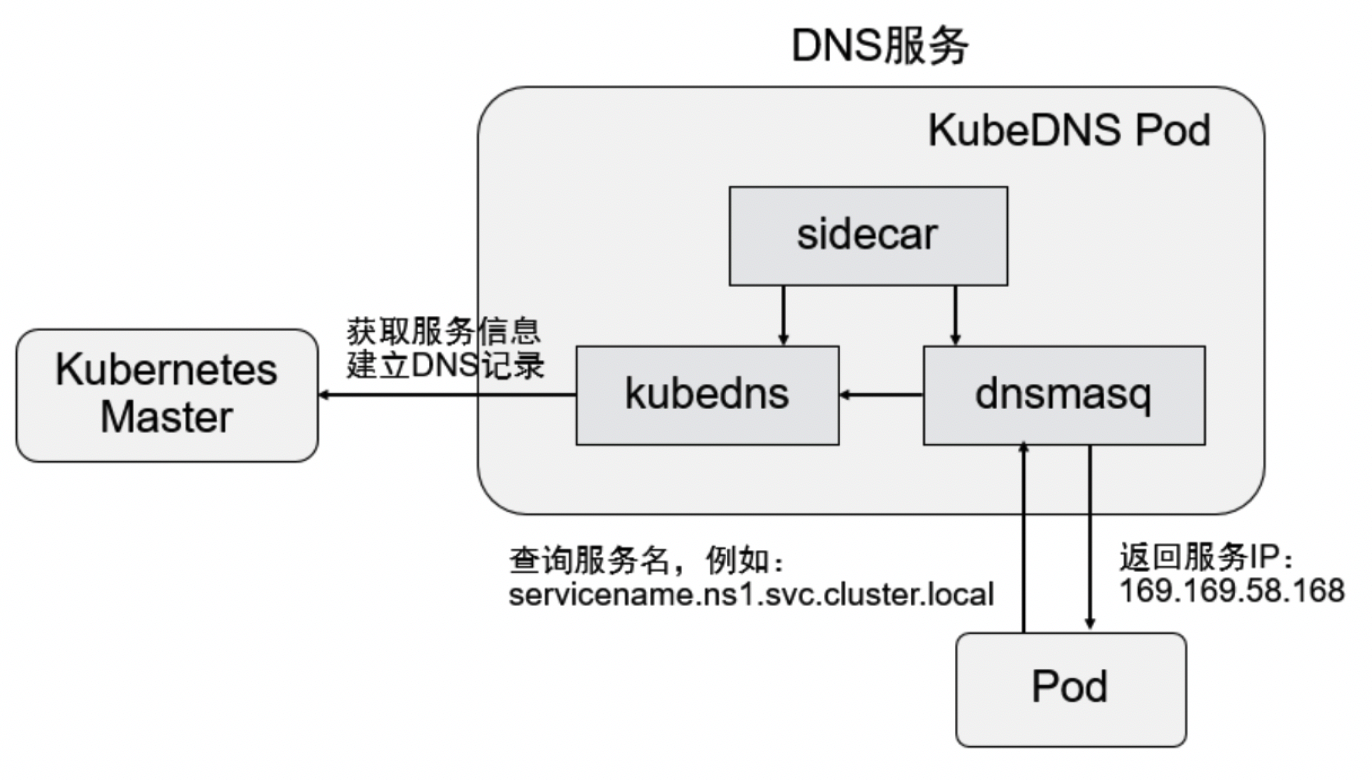 DNS服务
KubeDNS Pod
sidecar
获取服务信息
建立DNS记录
Kubernetes
Master
kubedns
dnsmasq
查询服务名，例如：
servicename.ns1.svc.cluster.local
返回服务IP：
169.169.58.168
Pod